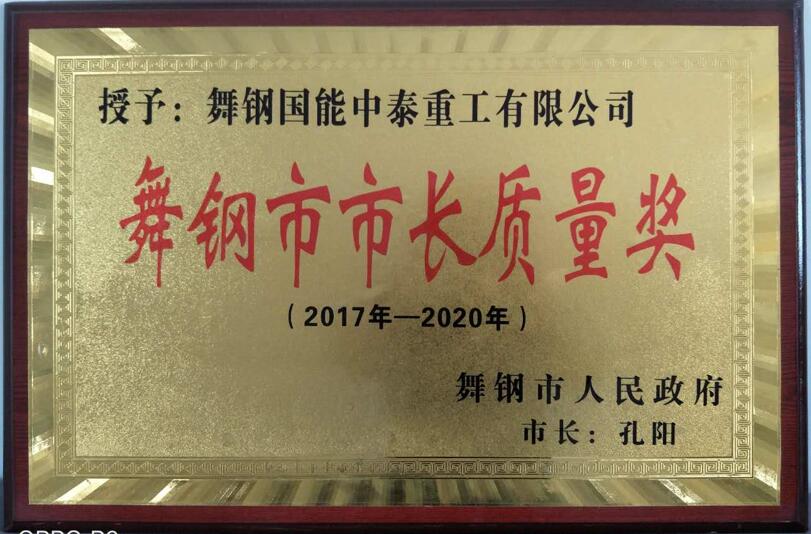 授予：舞钢国能中泰重工有限公司
舞钢市市长质量奖
（2017年—2020年）
舞钢市人民政府
市长：孔阳